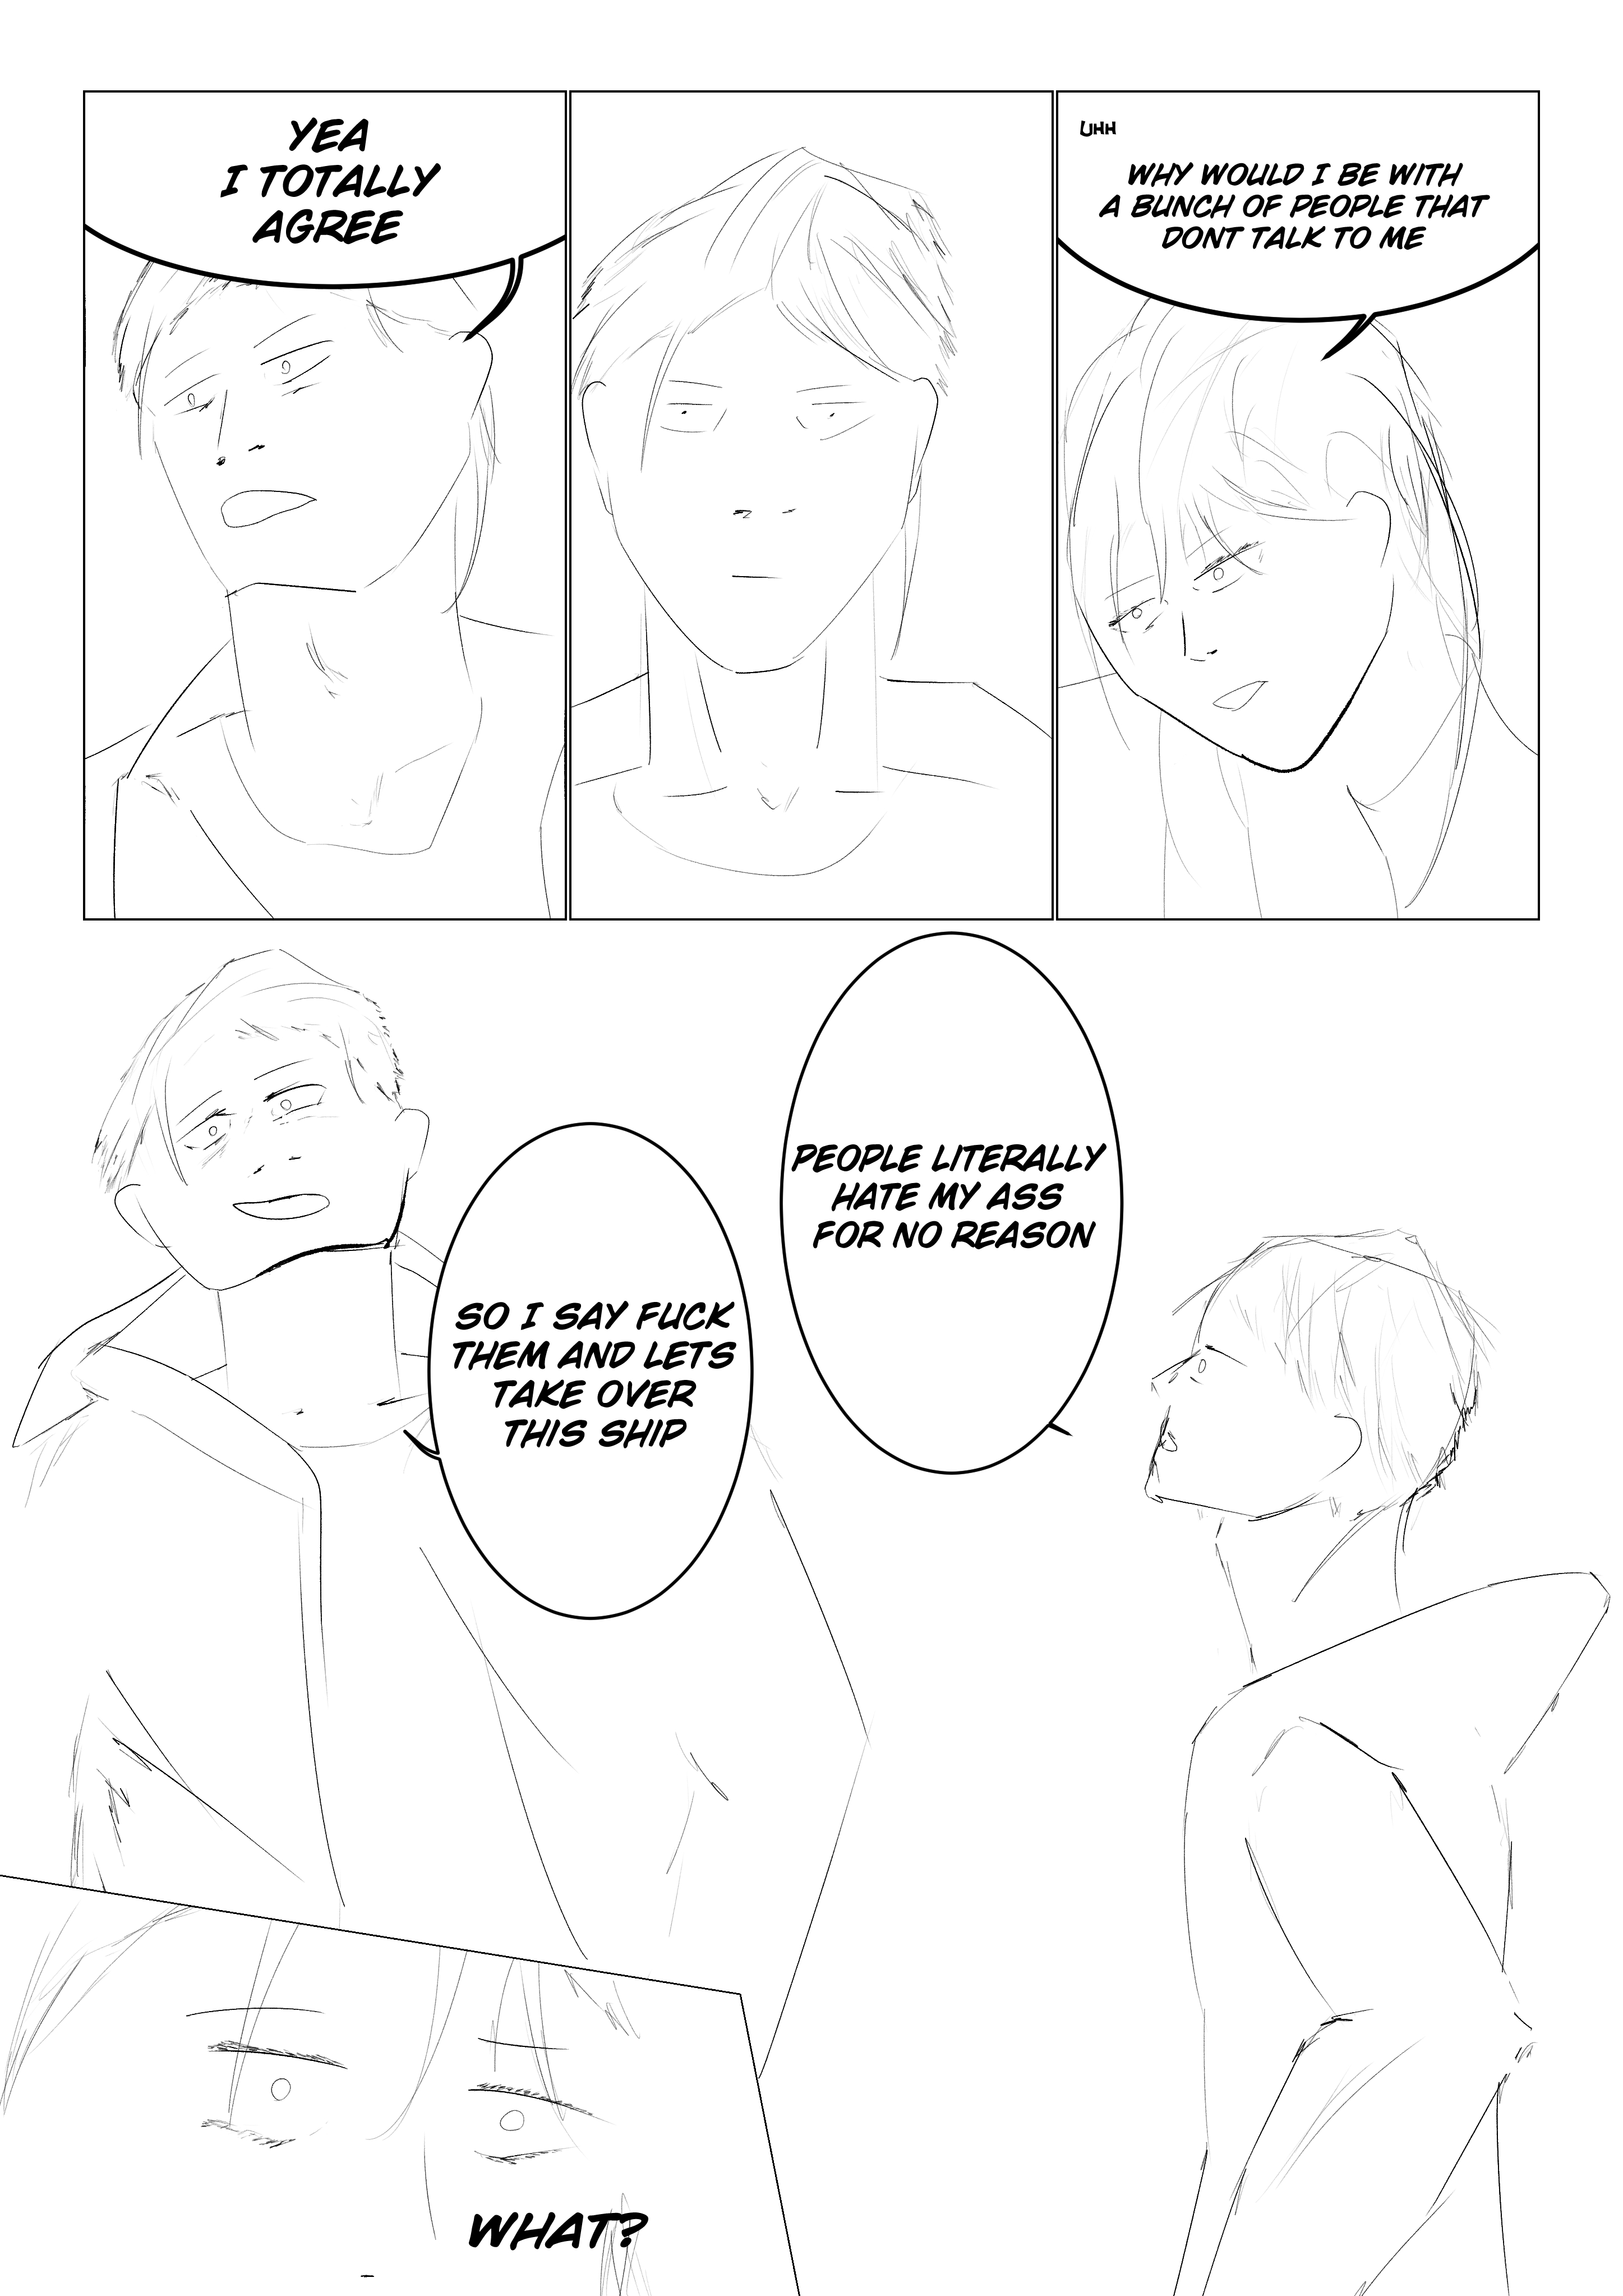 UHH
WHY WOULD I BE WITH
A BUNCH OF PEOPLE THAT
DONT TALK TO ME
YEA
I TOTALLY
AGREE
PEOPLE LITERALLY
HATE MY ASS
FOR NO REASON
SO I SAY FUCK
THEM AND LETS
TAKE OVER
THIS SHIP
WHAT?